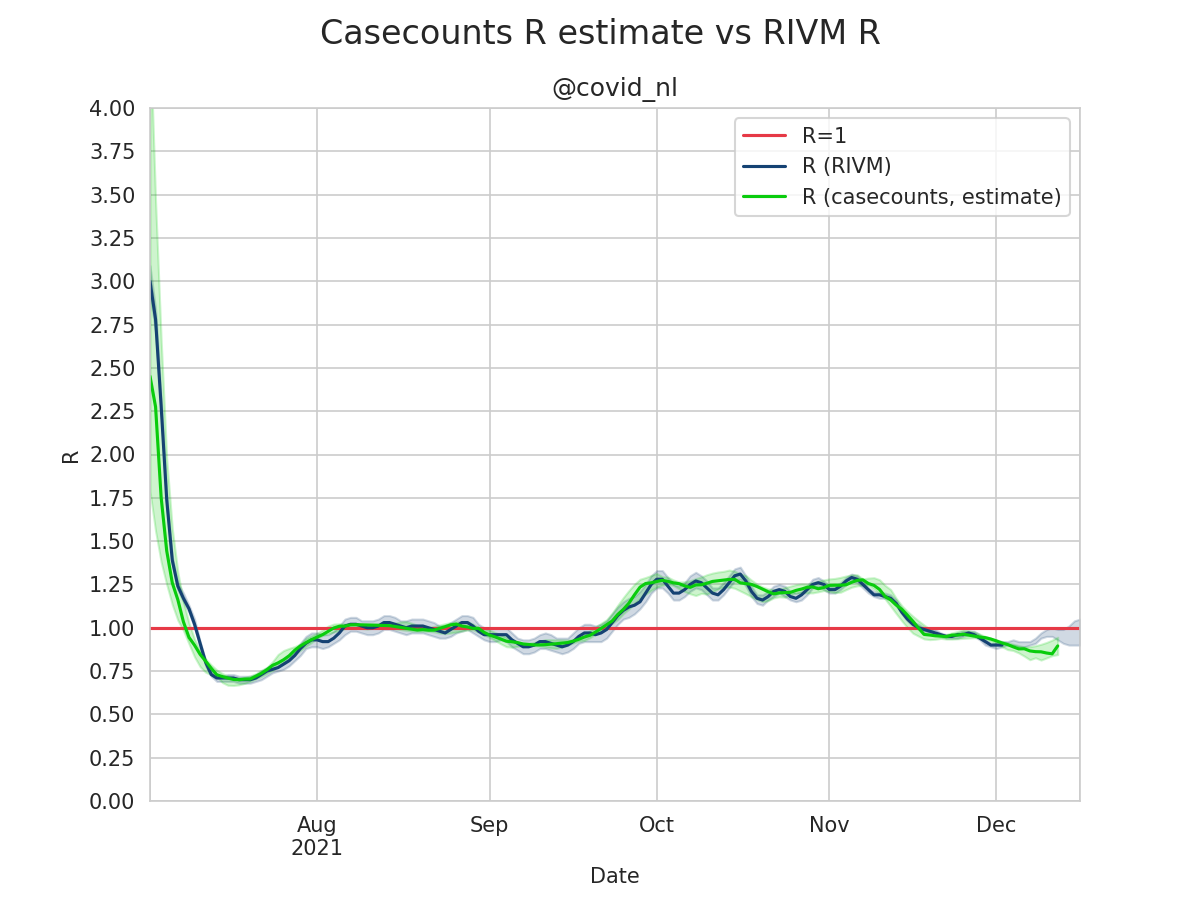 Casecounts R estimate vs RIVM R
@covid_nl
R=1
R (RIVM)
R (casecounts, estimate)
4.00
3.75
3.50
3.25
3.00
2.75
2.50
2.25
2.00
1.75
1.50
1.25
1.00
0.75
0.50
0.25
0.00
R
Aug
2021
Sep
Oct
Nov
Dec
Date